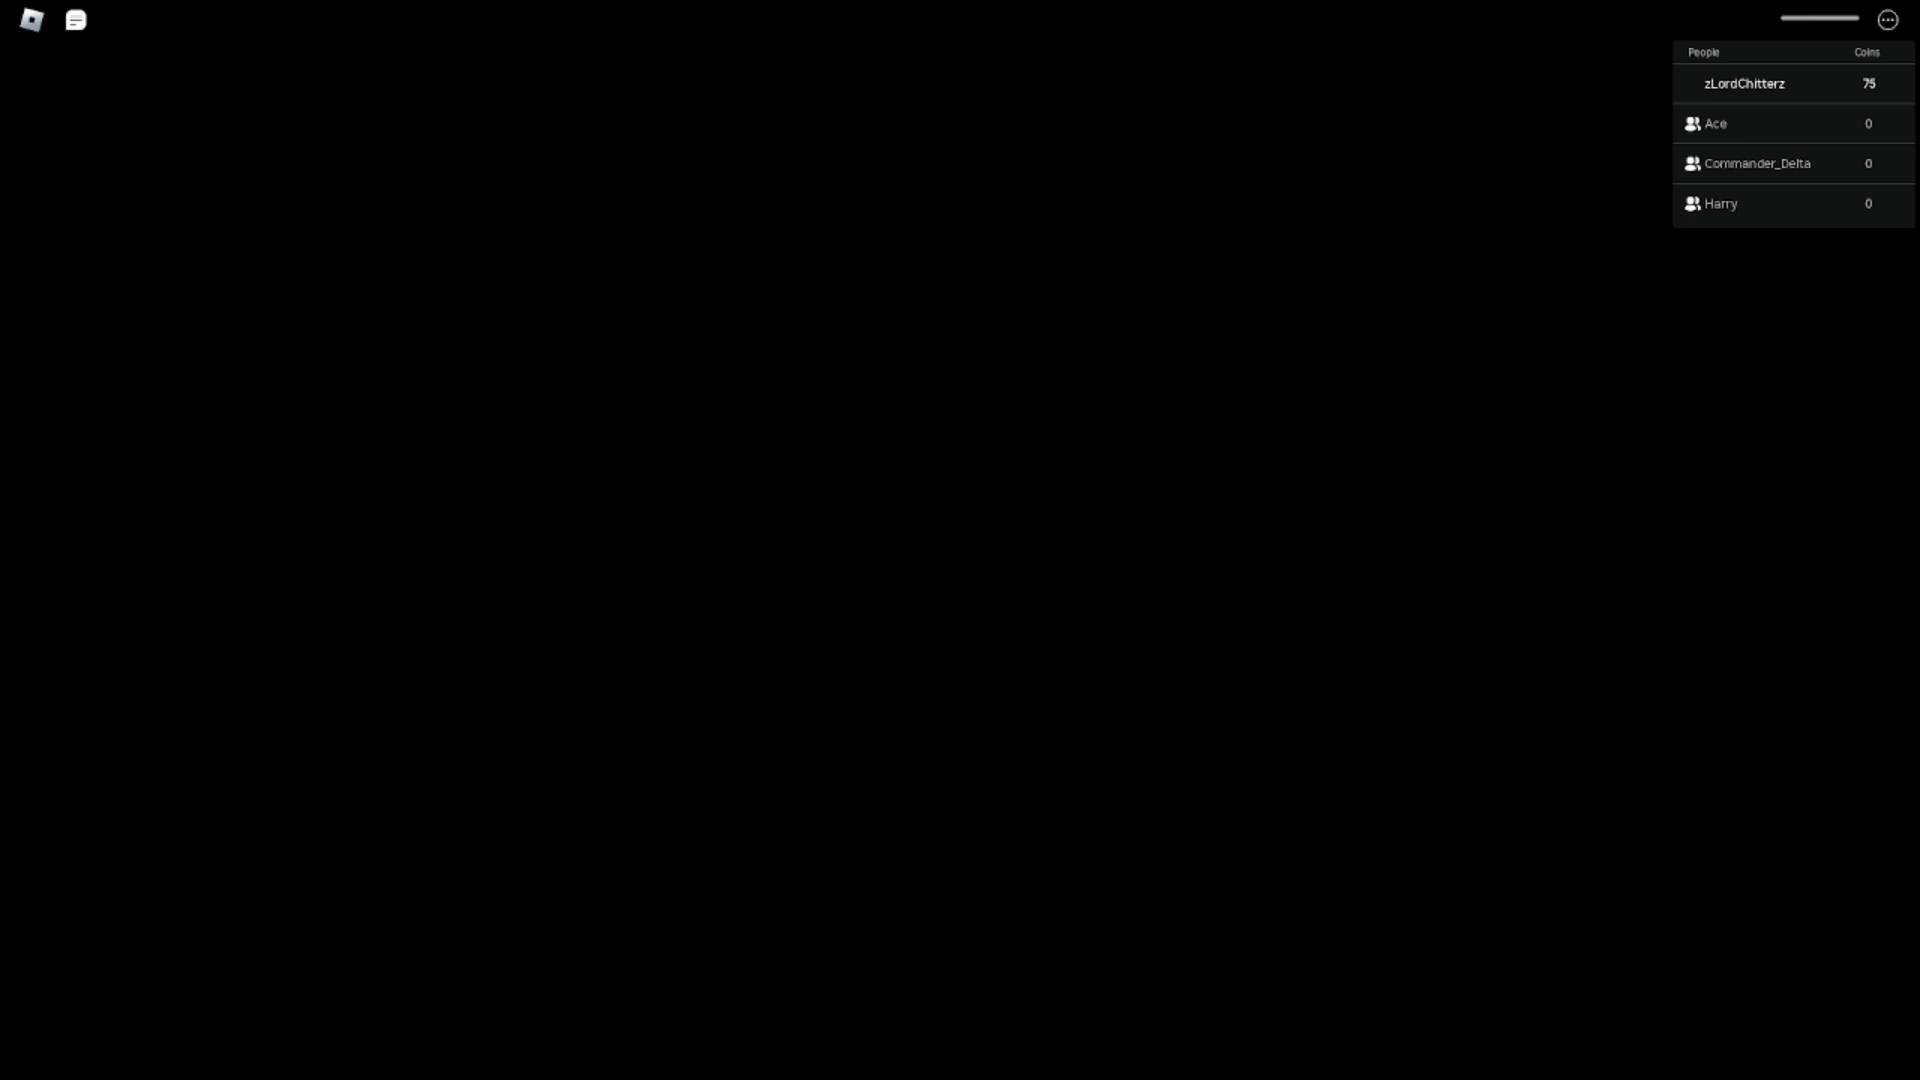 People Coins
zLordChitterz 75
Ace 0
Commander_Delta 0
Harry 0